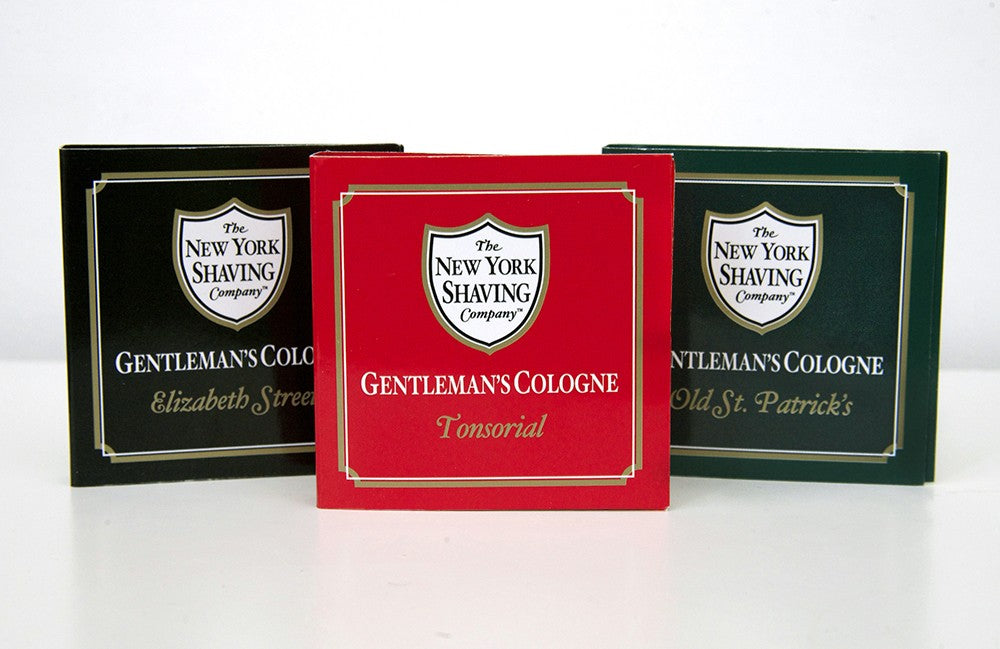 The
NEW YORK
SHAVING
Company™
GENTLEMAN'S COLO
Elizabeth Stree
The
NEW YORK
SHAVING
Company™
GENTLEMAN'S COLOGNE
Tonsorial
The
NEW YORK
SHAVING
Company™
NTLEMAN'S COLOGNE
Old St. Patrick's